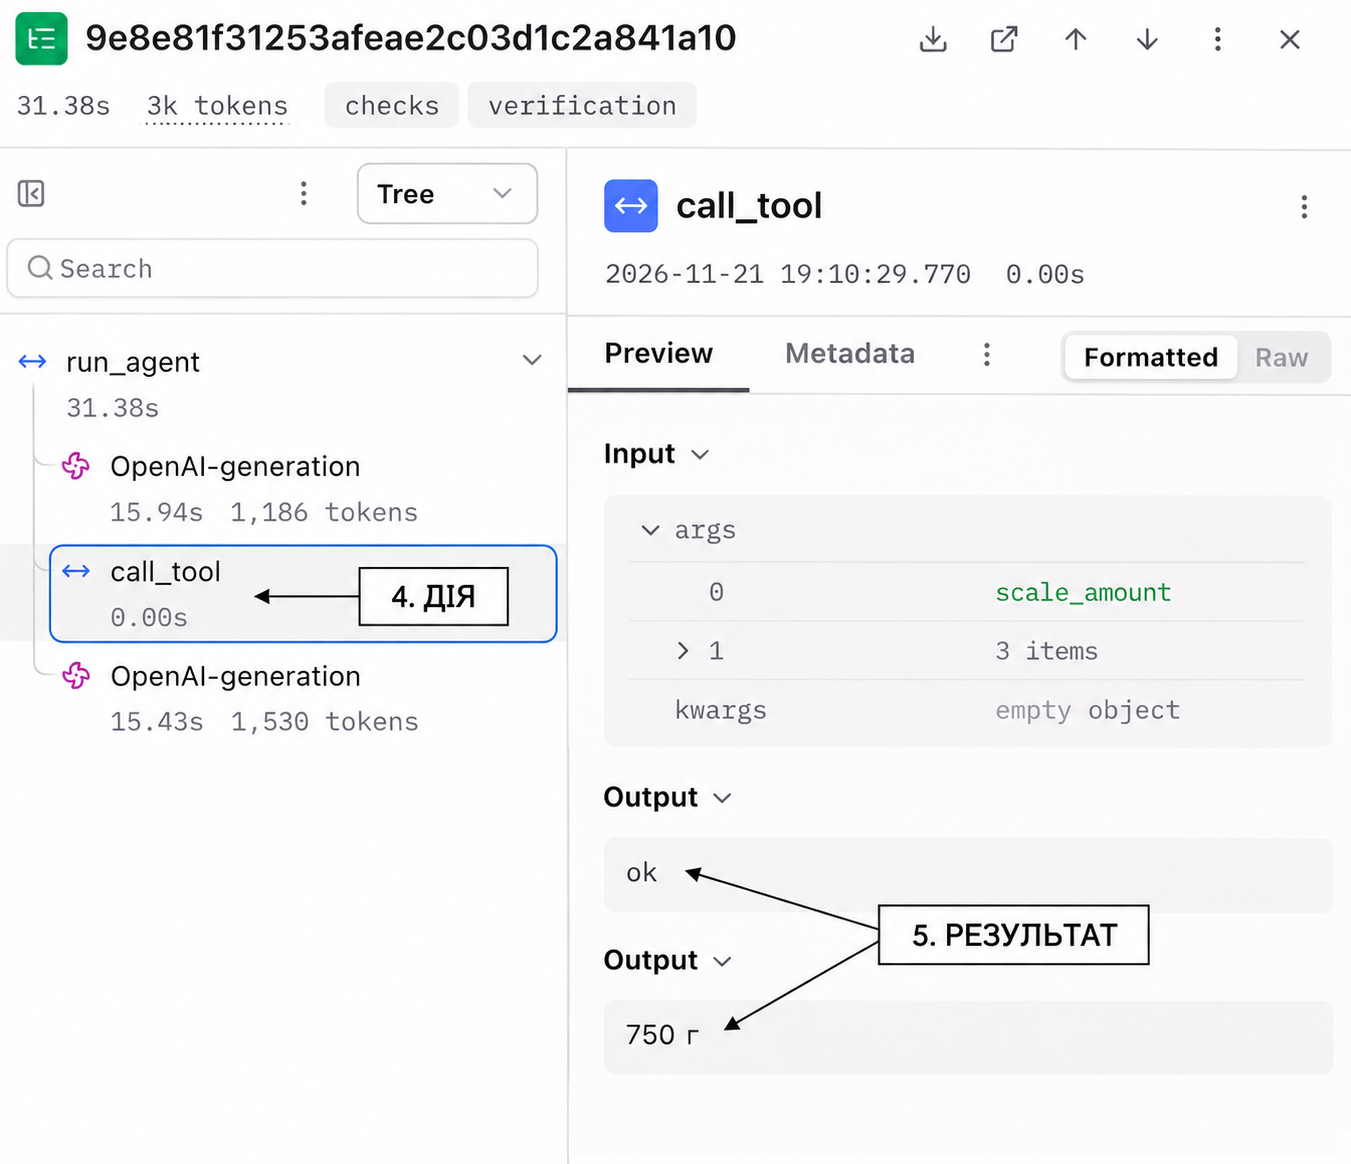 9e8e81f31253afeae2c03d1c2a841a10
31.38s 3k tokens checks verification
Tree
Search
run_agent
31.38s
OpenAI-generation
15.94s 1,186 tokens
call_tool
0.00s
4. ДІЯ
OpenAI-generation
15.43s 1,530 tokens
call_tool
2026-11-21 19:10:29.770 0.00s
Preview Metadata Formatted Raw
Input
args
0 scale_amount
1 3 items
kwargs empty object
Output
ok
5. РЕЗУЛЬТАТ
Output
750 г